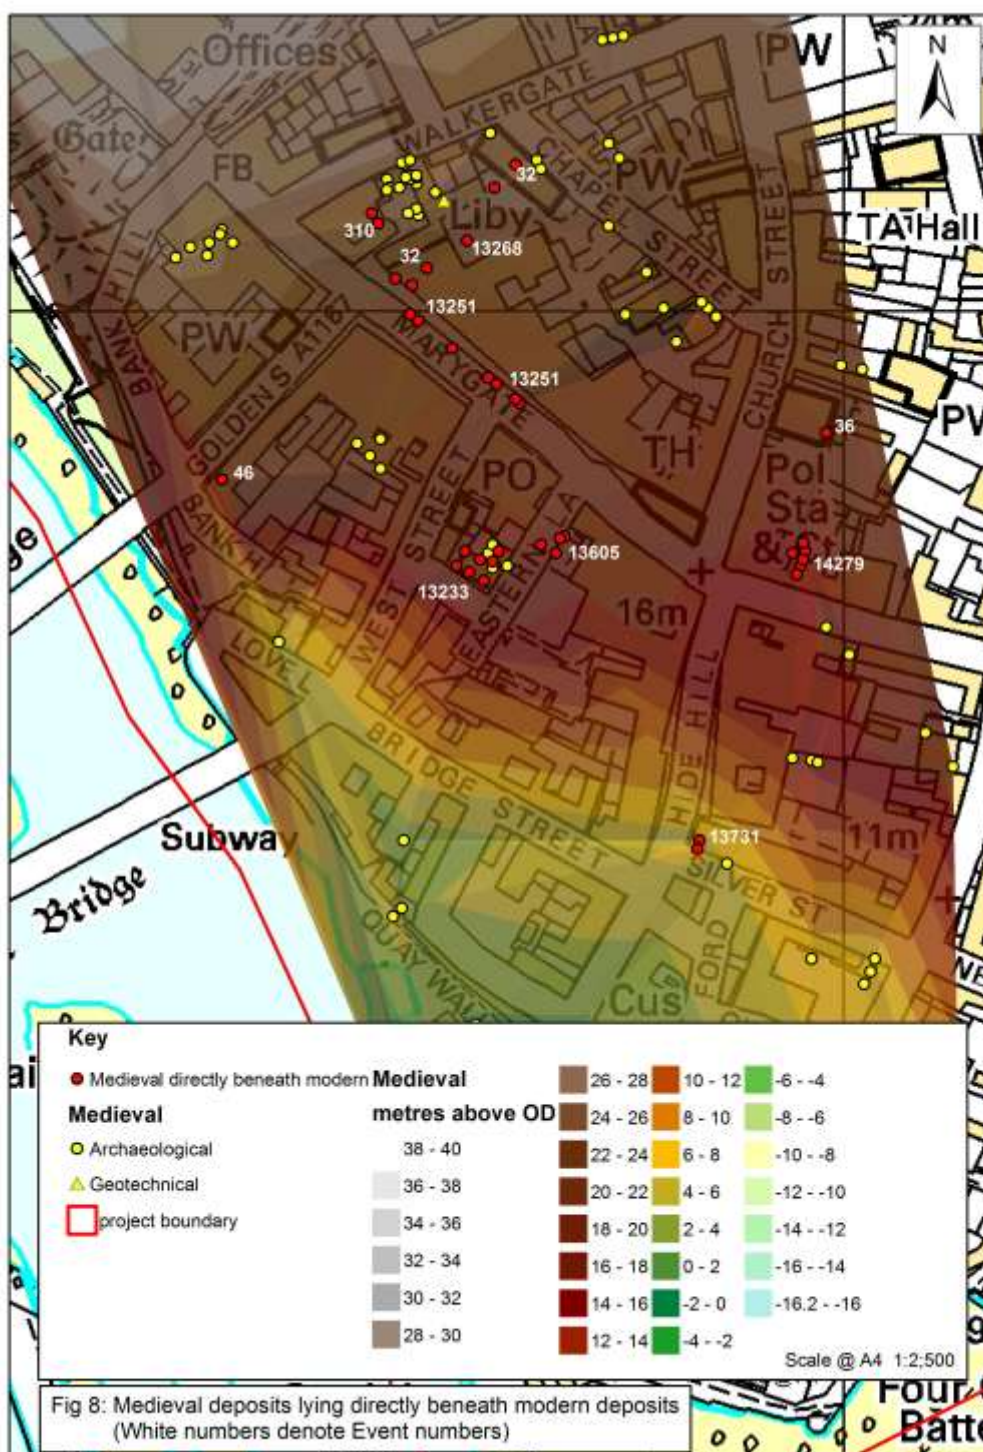 Offices
PW
N
Gate
FB
WALKERGATE
CHAPEL STREET
PW
32
Liby
CHURCH STREET
TA Hall
310
13268
32
BANK HILL
PW
GOLDEN S
A1167
13251
MARYGATE
13251
36
46
PO
TH
Pol
Sta
WEST STREET
EASTERN LA
13605
14279
13233
16m
LOVE L
BRIDGE STREET
HIDE HILL
P
Subway
13731
11m
SILVER ST
Bridge
QUAY WAL
FORD
Cus
Key
Medieval directly beneath modern
Medieval
Archaeological
Geotechnical
project boundary
Medieval
metres above OD
38 - 40
36 - 38
34 - 36
32 - 34
30 - 32
28 - 30
26 - 28
24 - 26
22 - 24
20 - 22
18 - 20
16 - 18
14 - 16
12 - 14
10 - 12
8 - 10
6 - 8
4 - 6
2 - 4
0 - 2
-2 - 0
-4 - -2
-6 - -4
-8 - -6
-10 - -8
-12 - -10
-14 - -12
-16 - -14
-16.2 - -16
Scale @ A4 1:2;500
Fig 8: Medieval deposits lying directly beneath modern deposits
(White numbers denote Event numbers)
Four
Batte